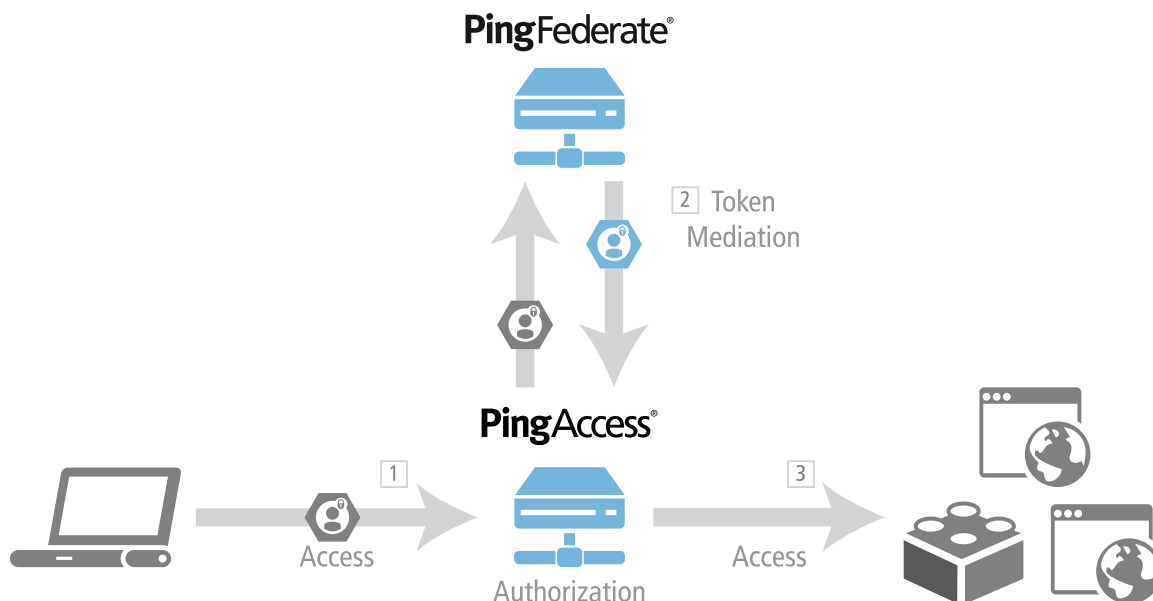 PingFederate®
2 Token
Mediation
PingAccess®
1
3
Access
Access
Authorization